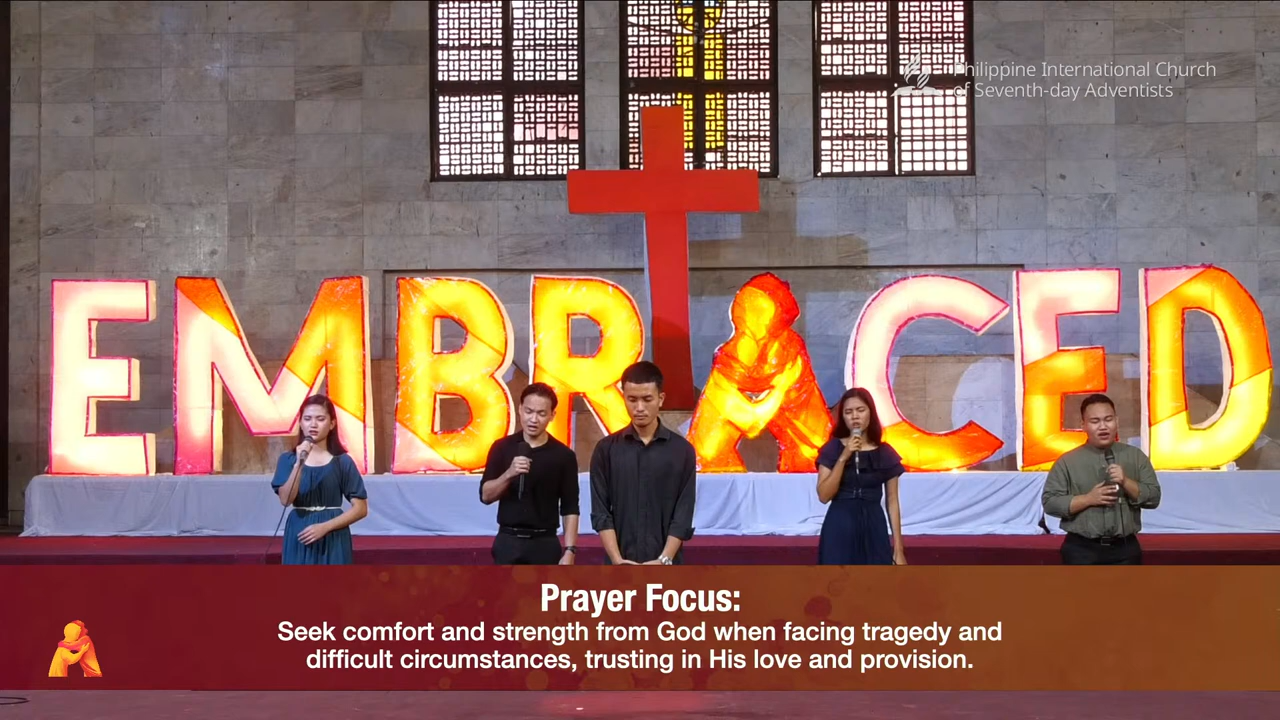 Philippine International Church
of Seventh-day Adventists
EMBRACED
Prayer Focus:
Seek comfort and strength from God when facing tragedy and
difficult circumstances, trusting in His love and provision.